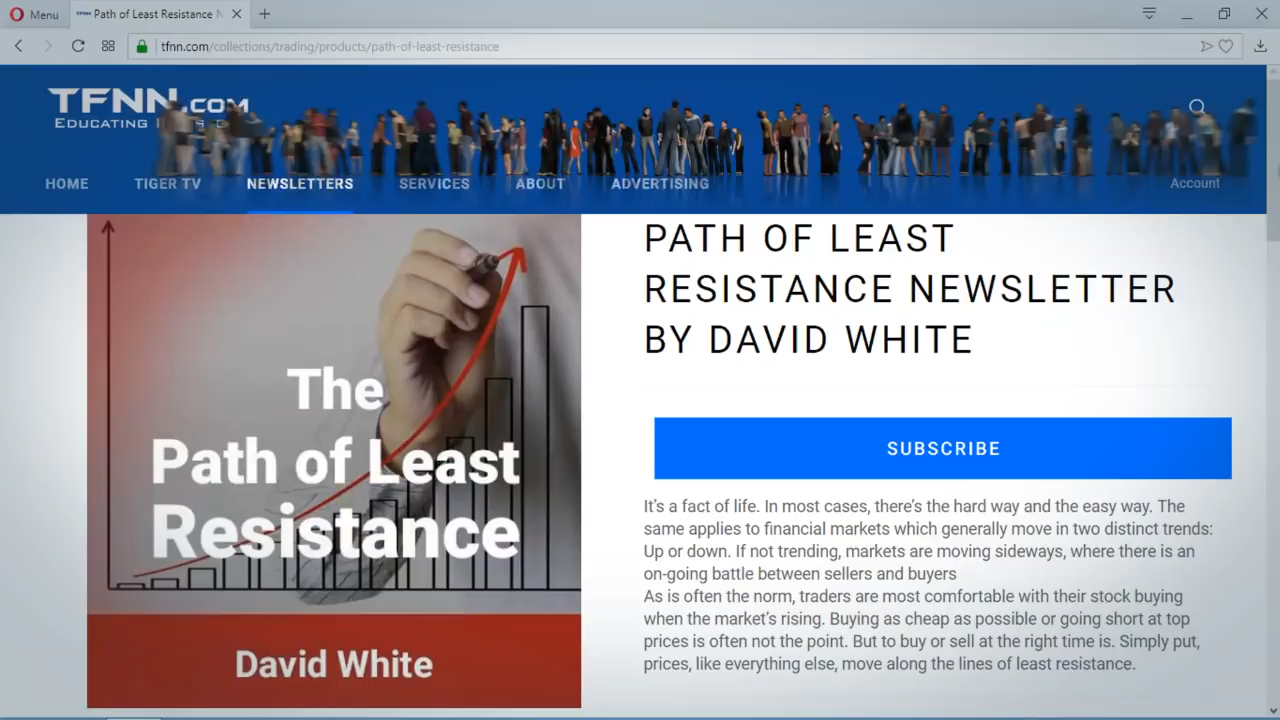 Menu
Path of Least Resistance N
tfnn.com/collections/trading/products/path-of-least-resistance
TFNN.COM
EDUCATING
HOME
TIGER TV
NEWSLETTERS
SERVICES
ABOUT
ADVERTISING
Account
The
Path of Least
Resistance
David White
PATH OF LEAST
RESISTANCE NEWSLETTER
BY DAVID WHITE
SUBSCRIBE
It's a fact of life. In most cases, there's the hard way and the easy way. The
same applies to financial markets which generally move in two distinct trends:
Up or down. If not trending, markets are moving sideways, where there is an
on-going battle between sellers and buyers
As is often the norm, traders are most comfortable with their stock buying
when the market's rising. Buying as cheap as possible or going short at top
prices is often not the point. But to buy or sell at the right time is. Simply put,
prices, like everything else, move along the lines of least resistance.